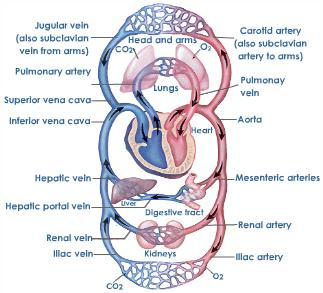 Jugular vein
(also subclavian
vein from arms)
Head and arms
CO2
O2
Carotid artery
(also subclavian
artery to arms)
Pulmonary artery
Lungs
Pulmonay
vein
Superior vena cava
Inferior vena cava
Heart
Aorta
Hepatic vein
Mesenteric arteries
Hepatic portal vein
Liver
Digestive tract
Renal vein
Renal artery
Iliac vein
Kidneys
Iliac artery
CO2
O2